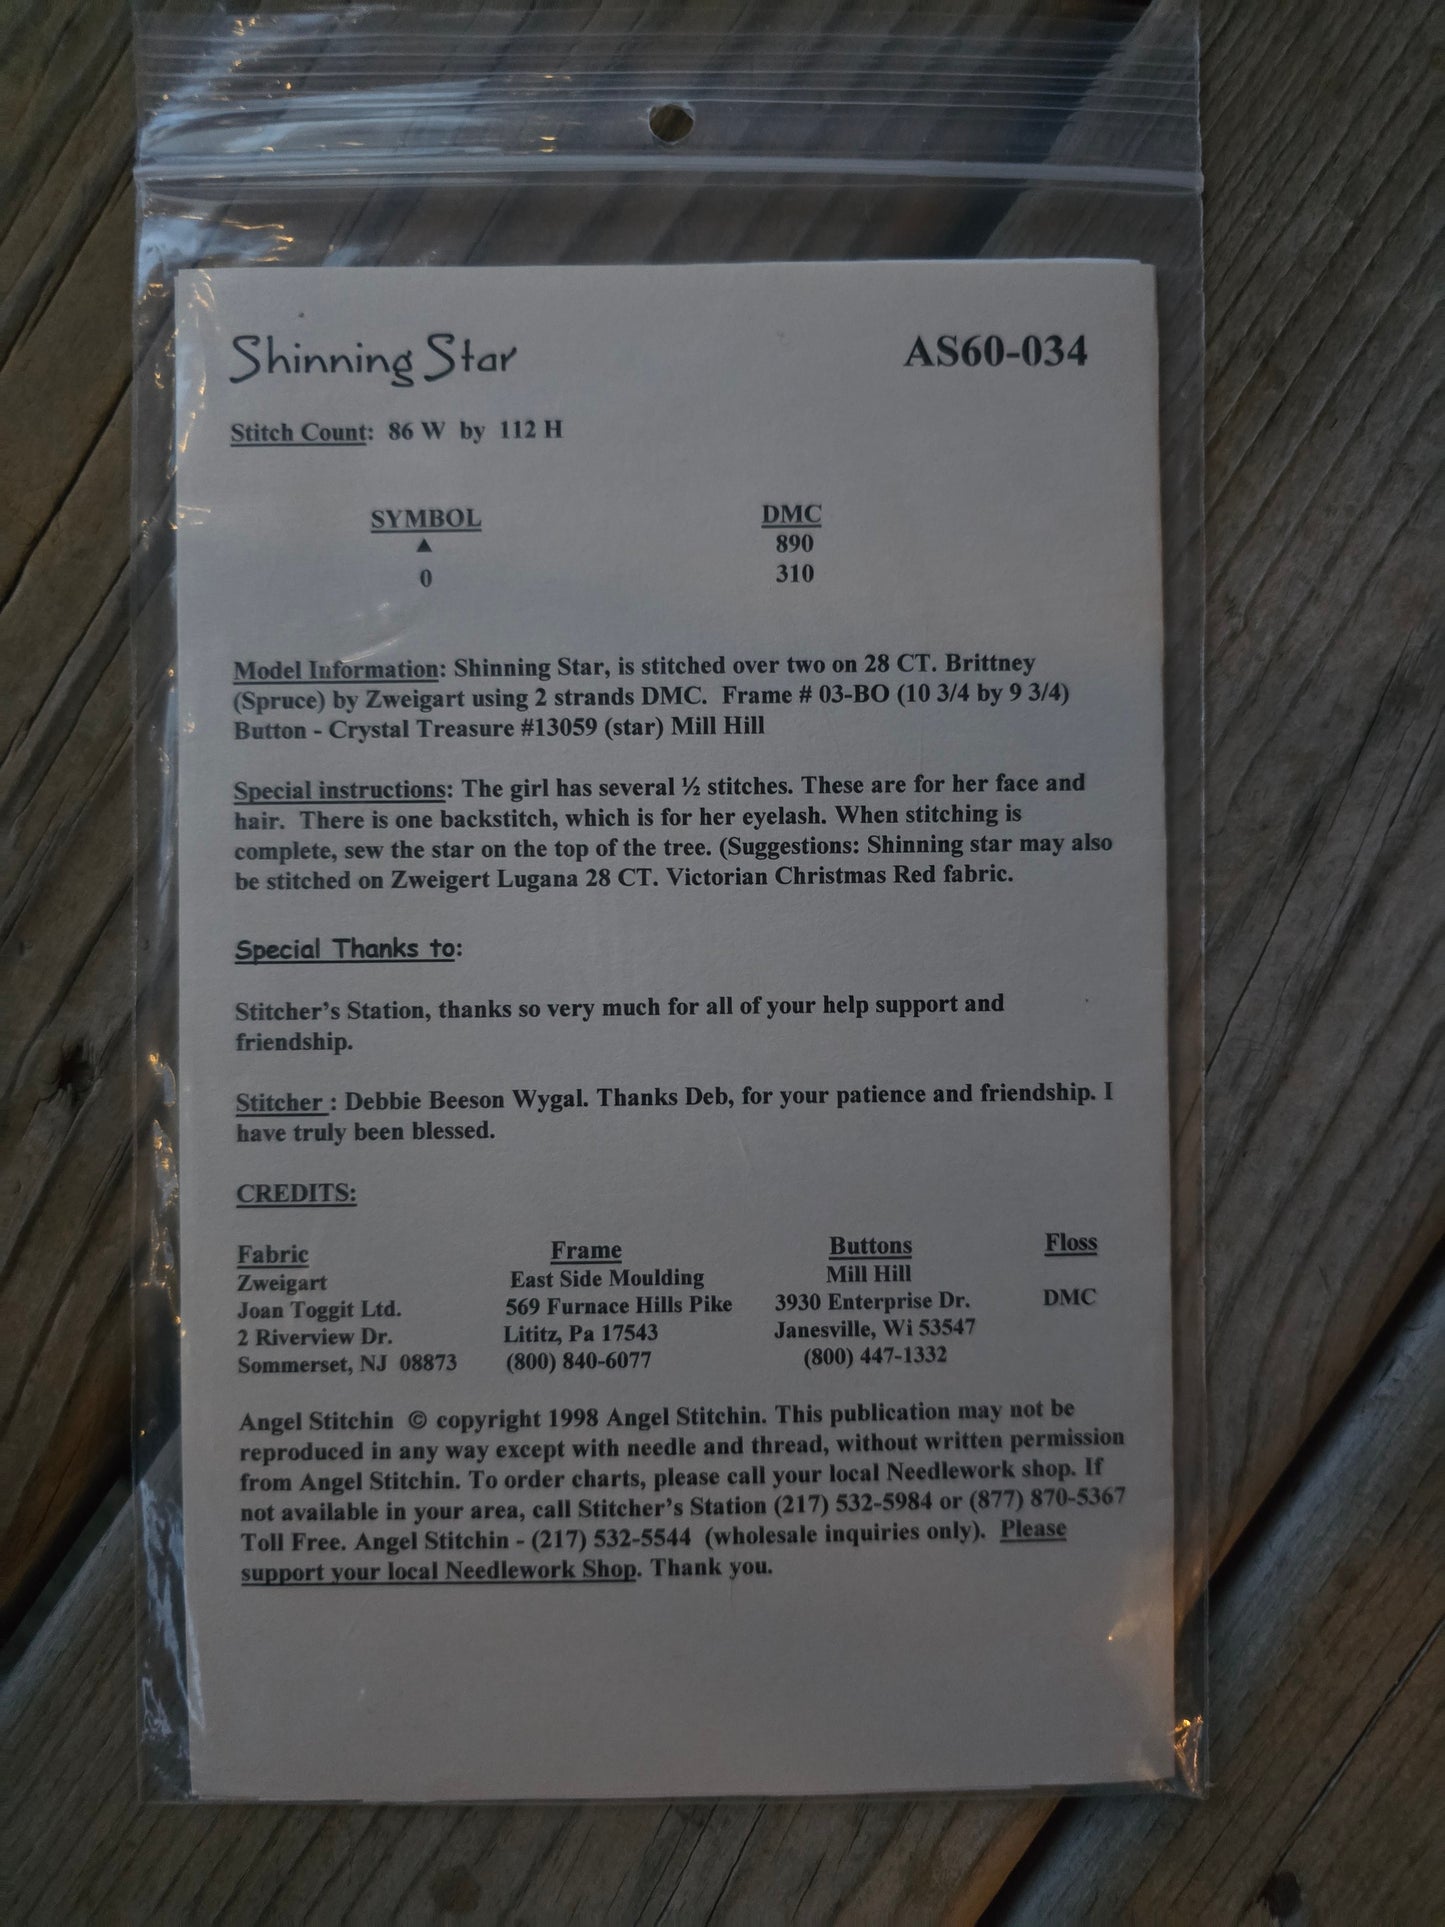 Shinning Star AS60-034
Stitch Count: 86 W by 112 H
SYMBOL DMC
▲ 890
0 310
Model Information: Shinning Star, is stitched over two on 28 CT. Brittney
(Spruce) by Zweigart using 2 strands DMC. Frame # 03-BO (10 3/4 by 9 3/4)
Button - Crystal Treasure #13059 (star) Mill Hill
Special instructions: The girl has several ½ stitches. These are for her face and
hair. There is one backstitch, which is for her eyelash. When stitching is
complete, sew the star on the top of the tree. (Suggestions: Shinning star may also
be stitched on Zweigert Lugana 28 CT. Victorian Christmas Red fabric.
Special Thanks to:
Stitcher's Station, thanks so very much for all of your help support and
friendship.
Stitcher : Debbie Beeson Wygal. Thanks Deb, for your patience and friendship. I
have truly been blessed.
CREDITS:
Fabric Frame Buttons Floss
Zweigart East Side Moulding Mill Hill
Joan Toggit Ltd. 569 Furnace Hills Pike 3930 Enterprise Dr. DMC
2 Riverview Dr. Lititz, Pa 17543 Janesville, Wi 53547
Sommerset, NJ 08873 (800) 840-6077 (800) 447-1332
Angel Stitchin © copyright 1998 Angel Stitchin. This publication may not be
reproduced in any way except with needle and thread, without written permission
from Angel Stitchin. To order charts, please call your local Needlework shop. If
not available in your area, call Stitcher's Station (217) 532-5984 or (877) 870-5367
Toll Free. Angel Stitchin - (217) 532-5544 (wholesale inquiries only). Please
support your local Needlework Shop. Thank you.